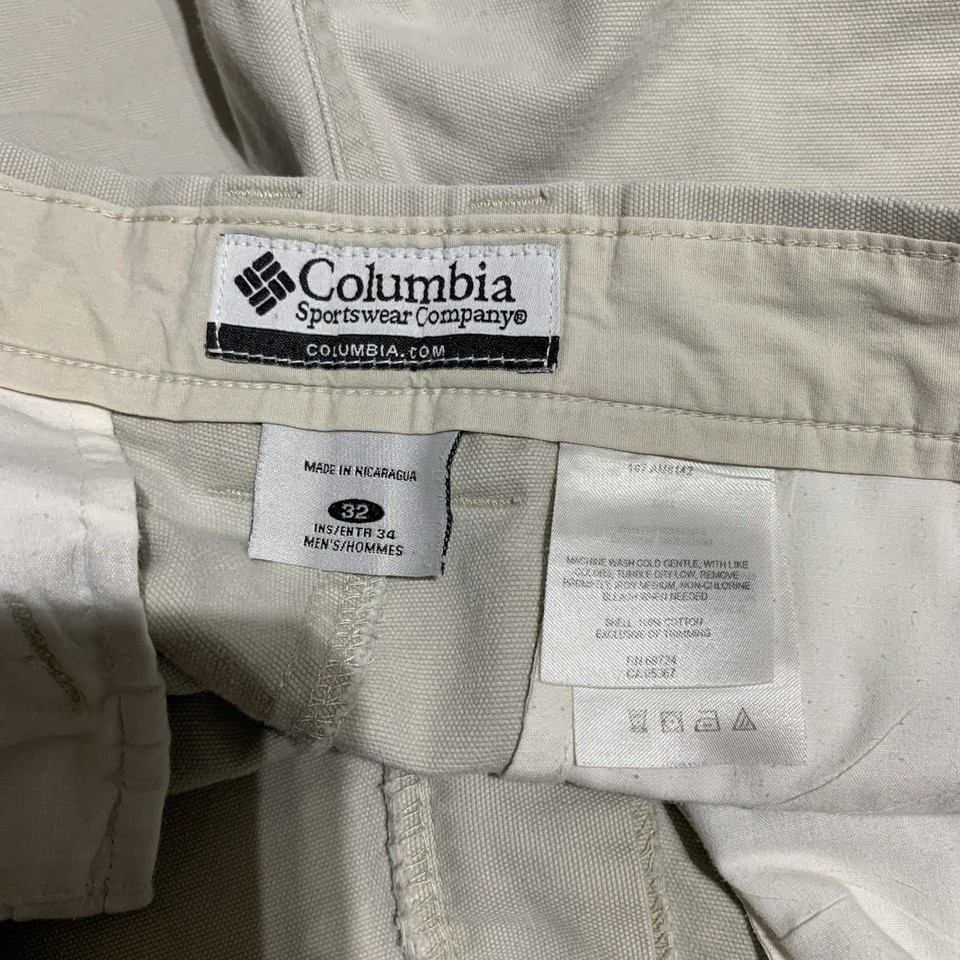 Columbia
Sportswear Company®
COLUMBIA.COM
MADE IN NICARAGUA
32
INS/ENTR 34
MEN'S/HOMMES
187 AM8142
MACHINE WASH COLD GENTLE, WITH LIKE
COLORS, TUMBLE DRY LOW, REMOVE
PROMPTLY, IRON MEDIUM, NON-CHLORINE
BLEACH WHEN NEEDED
SHELL: 100% COTTON
EXCLUSIVE OF TRIMMING
RN 69724
CA 05367